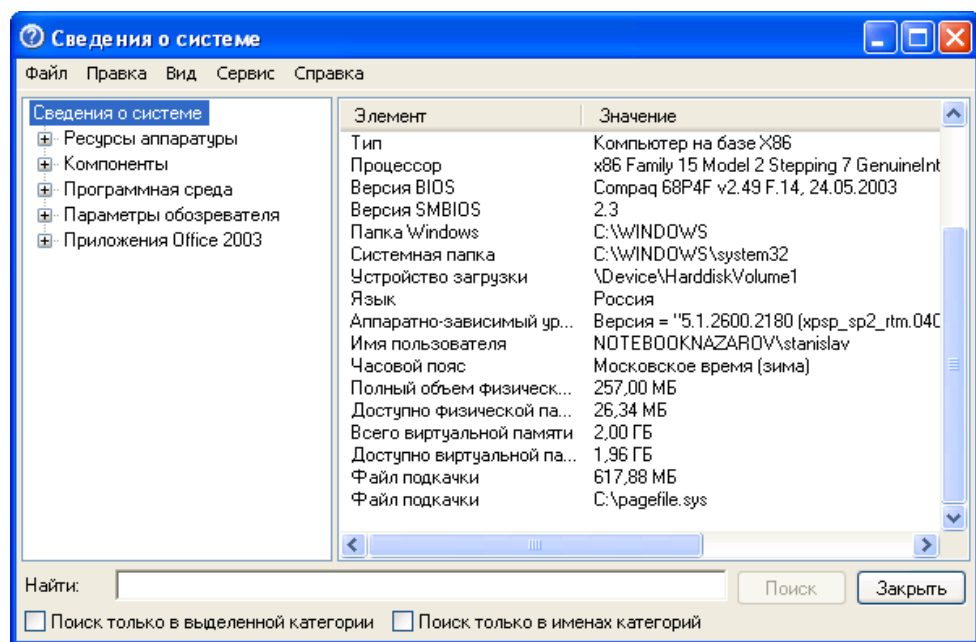 Сведения о системе
Файл Правка Вид Сервис Справка
Сведения о системе
Ресурсы аппаратуры
Компоненты
Программная среда
Параметры обозревателя
Приложения Office 2003
Элемент Значение
Тип Компьютер на базе X86
Процессор x86 Family 15 Model 2 Stepping 7 GenuineInt
Версия BIOS Compaq 68P4F v2.49 F.14, 24.05.2003
Версия SMBIOS 2.3
Папка Windows C:\WINDOWS
Системная папка C:\WINDOWS\system32
Устройство загрузки \Device\HarddiskVolume1
Язык Россия
Аппаратно-зависимый ур... Версия = "5.1.2600.2180 (xpsp_sp2_rtm.040
Имя пользователя NOTEBOOKNAZAROV\stanislav
Часовой пояс Московское время (зима)
Полный объем физическ... 257,00 МБ
Доступно физической па... 26,34 МБ
Всего виртуальной памяти 2,00 ГБ
Доступно виртуальной па... 1,96 ГБ
Файл подкачки 617,88 МБ
Файл подкачки C:\pagefile.sys
Найти: Поиск Закрыть
Поиск только в выделенной категории Поиск только в именах категорий